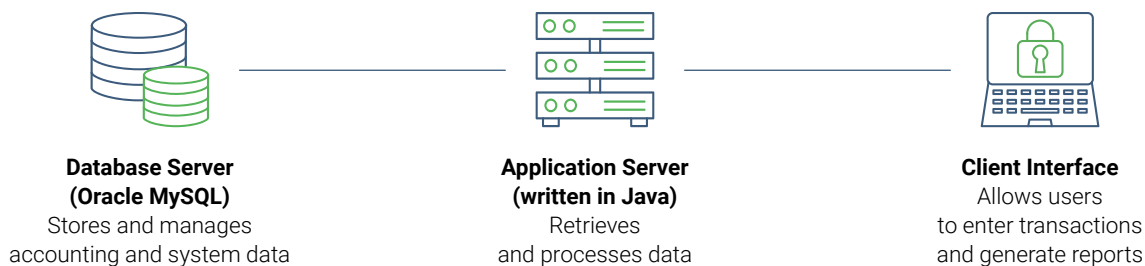 Database Server
(Oracle MySQL)
Stores and manages
accounting and system data
Application Server
(written in Java)
Retrieves
and processes data
Client Interface
Allows users
to enter transactions
and generate reports